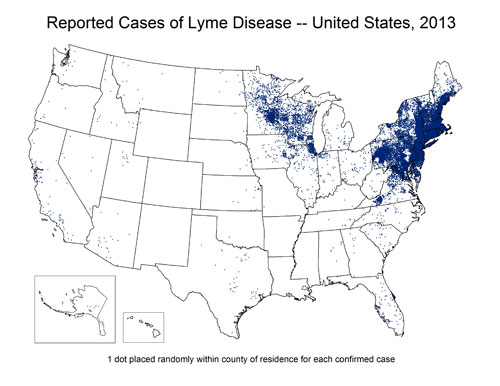 Reported Cases of Lyme Disease -- United States, 2013
1 dot placed randomly within county of residence for each confirmed case